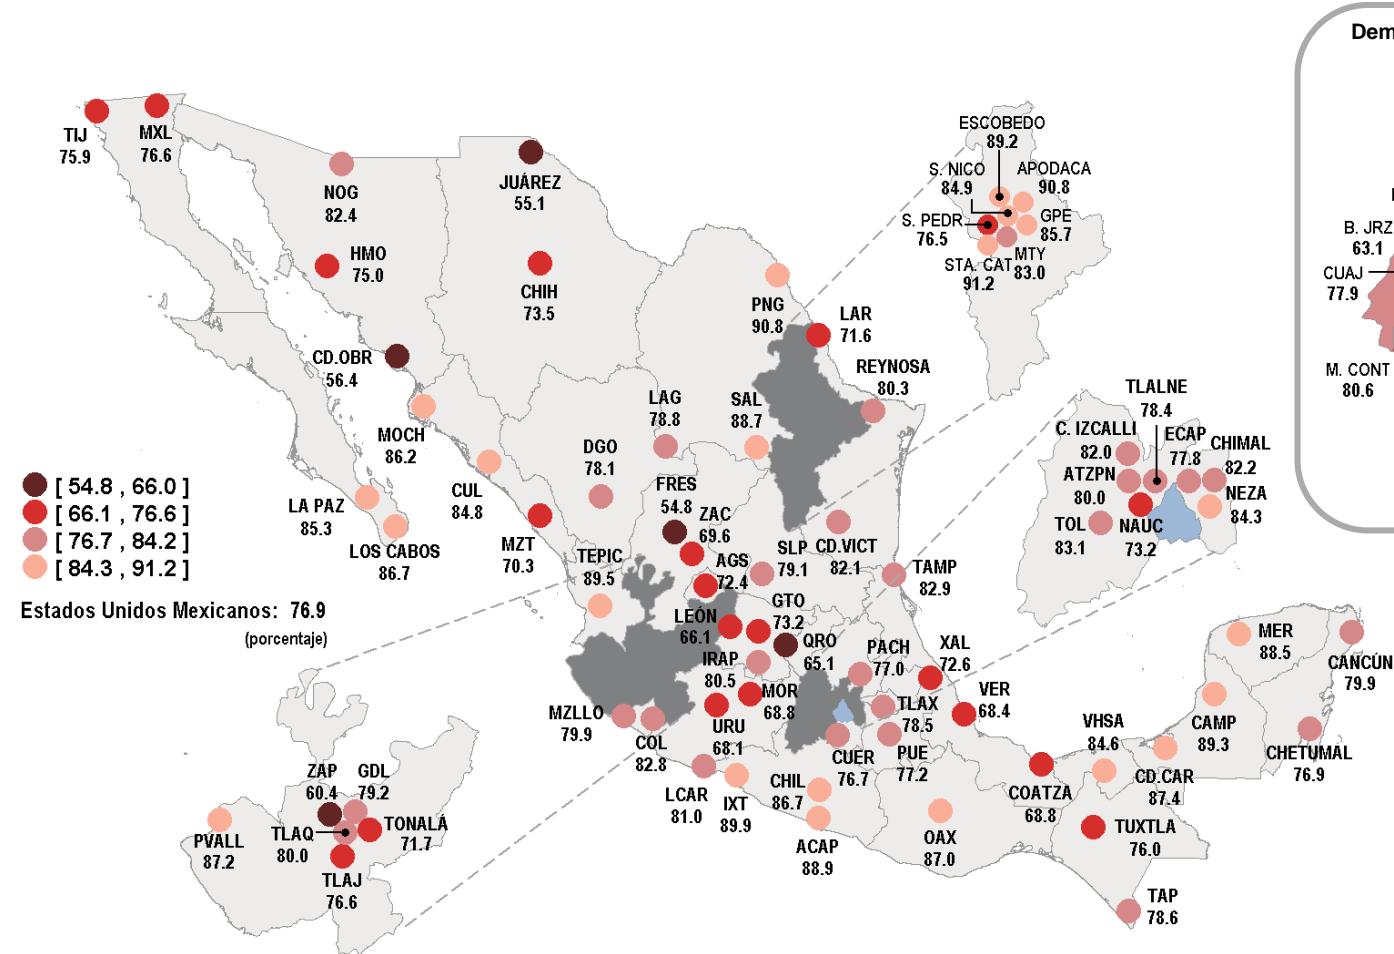 Dem
TIJ
75.9
MXL
76.6
NOG
82.4
HMO
75.0
JUÁREZ
55.1
CHIH
73.5
CD.OBR
56.4
MOCH
86.2
CUL
84.8
MZT
70.3
LA PAZ
85.3
LOS CABOS
86.7
PNG
90.8
LAR
71.6
REYNOSA
80.3
LAG
78.8
SAL
88.7
DGO
78.1
FRES
54.8
ZAC
69.6
AGS
72.4
SLP
79.1
CD.VICT
82.1
TAMP
82.9
TEPIC
89.5
LEÓN
66.1
GTO
73.2
QRO
65.1
IRAP
80.5
MOR
68.8
URU
68.1
MZLLO
79.9
COL
82.8
LCAR
81.0
IXT
89.9
CHIL
86.7
ACAP
88.9
PACH
77.0
TLAX
78.5
CUER
76.7
PUE
77.2
XAL
72.6
VER
68.4
OAX
87.0
COATZA
68.8
VHSA
84.6
CD.CAR
87.4
TUXTLA
76.0
TAP
78.6
MER
88.5
CAMP
89.3
CANCÚN
79.9
CHETUMAL
76.9
ESCOBEDO
89.2
S. NICO
84.9
APODACA
90.8
S. PEDR
76.5
GPE
85.7
MTY
83.0
STA. CAT
91.2
B. JRZ
63.1
CUAJ
77.9
M. CONT
80.6
TLALNE
78.4
C. IZCALLI
82.0
ECAP
77.8
CHIMAL
82.2
ATZPN
80.0
NEZA
84.3
TOL
83.1
NAUC
73.2
ZAP
60.4
GDL
79.2
TLAQ
80.0
TONALÁ
71.7
PVALL
87.2
TLAJ
76.6
[ 54.8 , 66.0 ]
[ 66.1 , 76.6 ]
[ 76.7 , 84.2 ]
[ 84.3 , 91.2 ]
Estados Unidos Mexicanos: 76.9
(porcentaje)